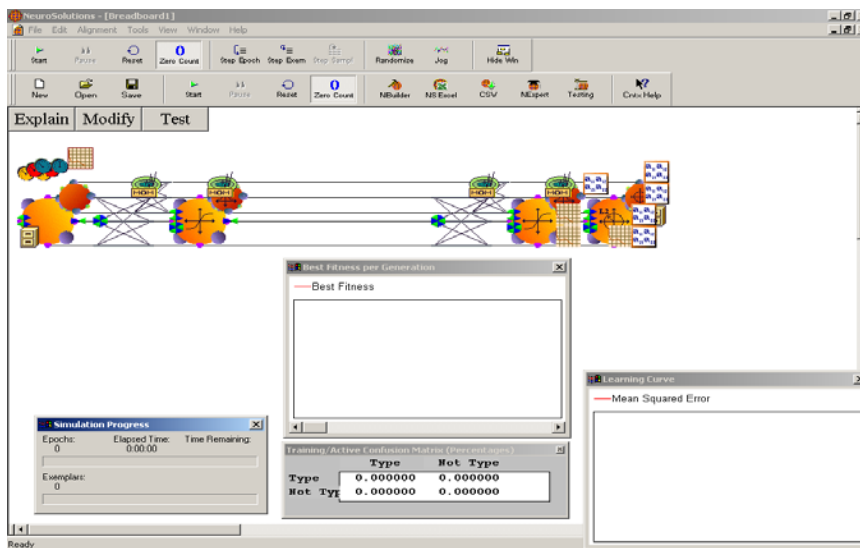 NeuroSolutions - [Breadboard1]
File Edit Alignment Tools View Window Help
Start Pause Reset Zero Count Step Epoch Step Exem Step Sampl Randomize Jog Hide Win
New Open Save Start Pause Reset Zero Count NBuilder NS Excel CSV NExpert Testing Cntx Help
Explain Modify Test
Best Fitness per Generation
Best Fitness
Learning Curve
Mean Squared Error
Simulation Progress
Epochs: Elapsed Time: Time Remaining:
0 0:00:00
Exemplars:
0
Training/Active Confusion Matrix (Percentages)
Type Not Type
Type 0.000000 0.000000
Not Typ 0.000000 0.000000
Ready